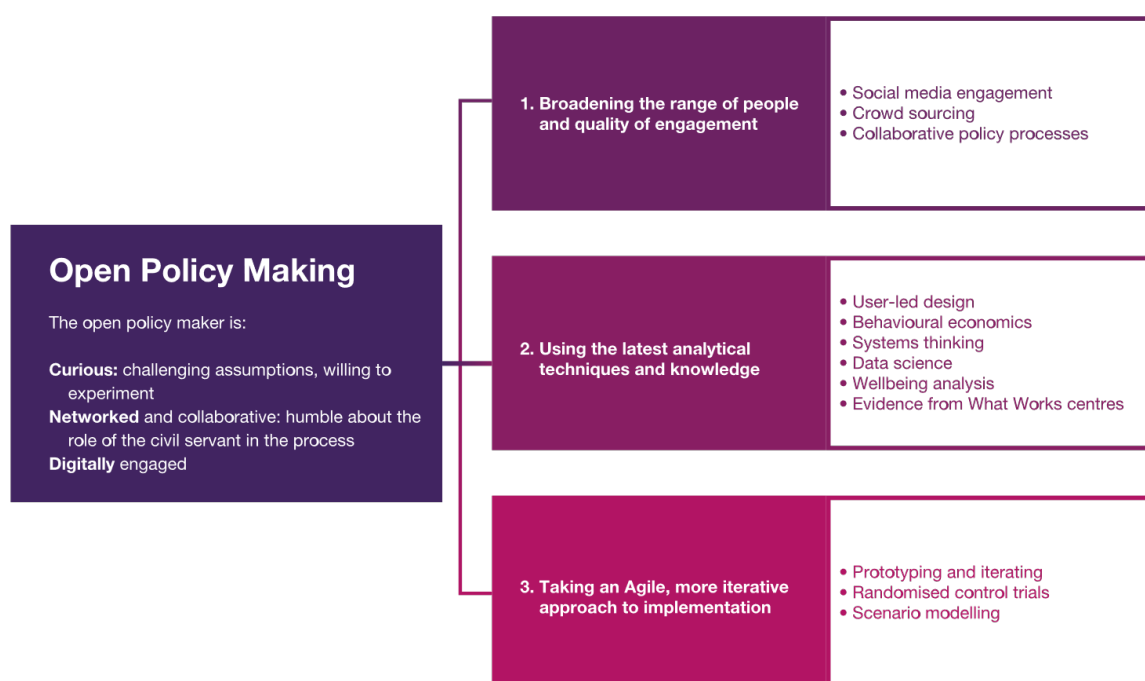 Open Policy Making
The open policy maker is:
Curious: challenging assumptions, willing to
experiment
Networked and collaborative: humble about the
role of the civil servant in the process
Digitally engaged
1. Broadening the range of people
and quality of engagement
• Social media engagement
• Crowd sourcing
• Collaborative policy processes
2. Using the latest analytical
techniques and knowledge
• User-led design
• Behavioural economics
• Systems thinking
• Data science
• Wellbeing analysis
• Evidence from What Works centres
3. Taking an Agile, more iterative
approach to implementation
• Prototyping and iterating
• Randomised control trials
• Scenario modelling